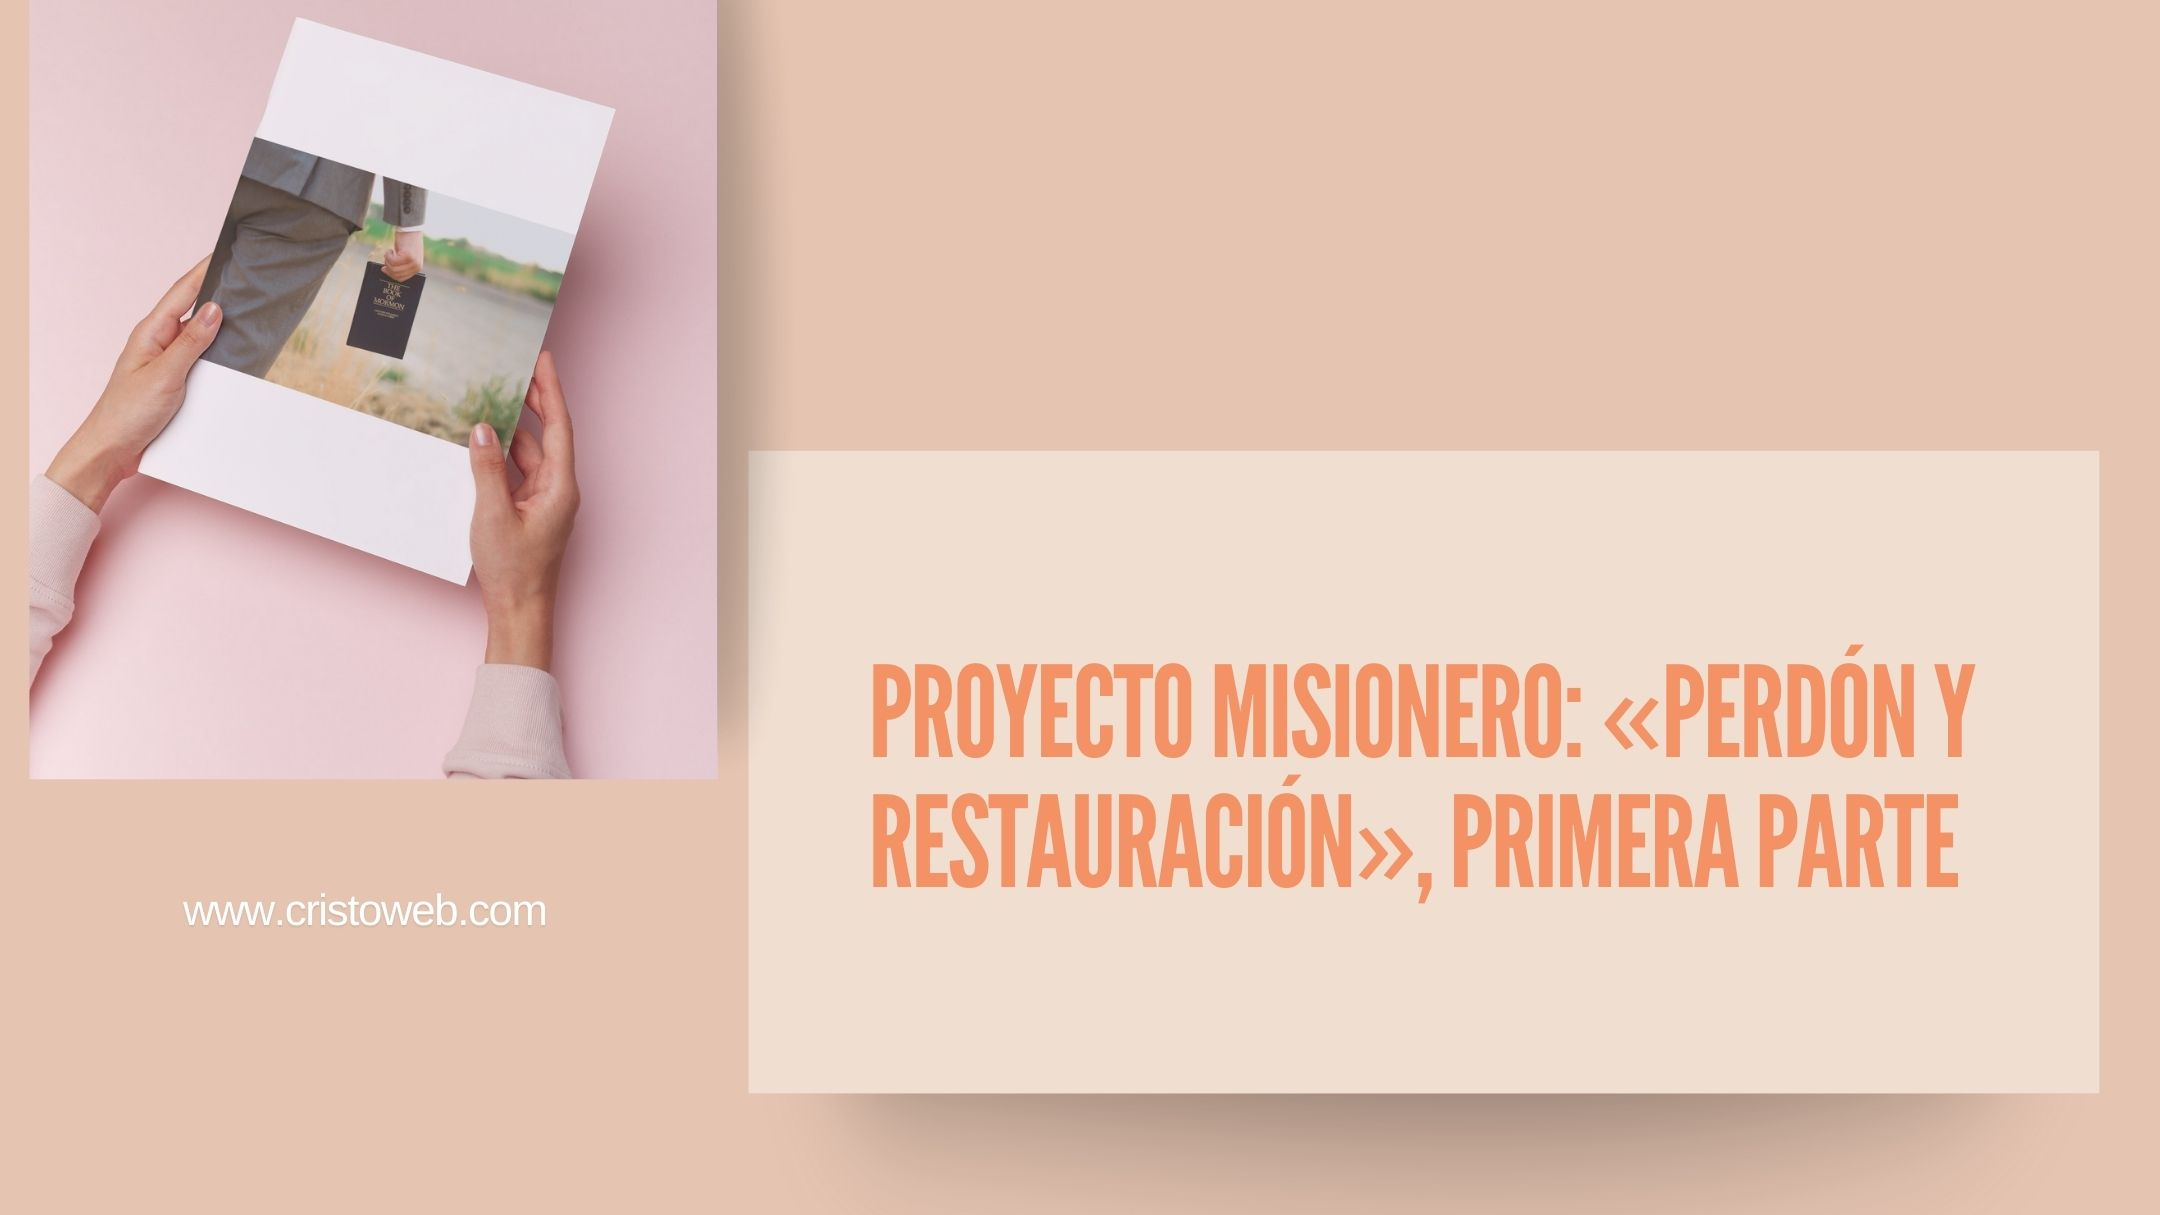 THE
BOOK
OF
MORMON
www.cristoweb.com
PROYECTO MISIONERO: «PERDÓN Y
RESTAURACIÓN», PRIMERA PARTE